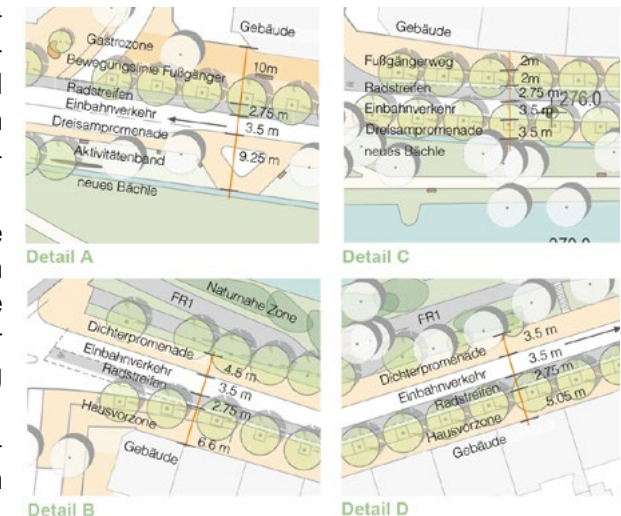 Gebäude
Gastrozone
10m
Bewegungslinie Fußgänger
Radstreifen
2.75 m
Einbahnverkehr
3.5 m
Dreisampromenade
Aktivitätenband
9.25 m
neues Bächle
Detail A
Gebäude
2m
Fußgängerweg
2m
Radstreifen
2.75 m
276.0
Einbahnverkehr
3.5 m
Dreisampromenade
3.5 m
neues Bächle
Detail C
Naturnahe Zone
FR1
Dichterpromenade
4.5 m
Einbahnverkehr
3.5 m
Radstreifen
2.75 m
Hausvorzone
6.6 m
Gebäude
Detail B
FR1
3.5 m
Dichterpromenade
3.5 m
Einbahnverkehr
2.75 m
Radstreifen
5.05 m
Hausvorzone
Gebäude
Detail D